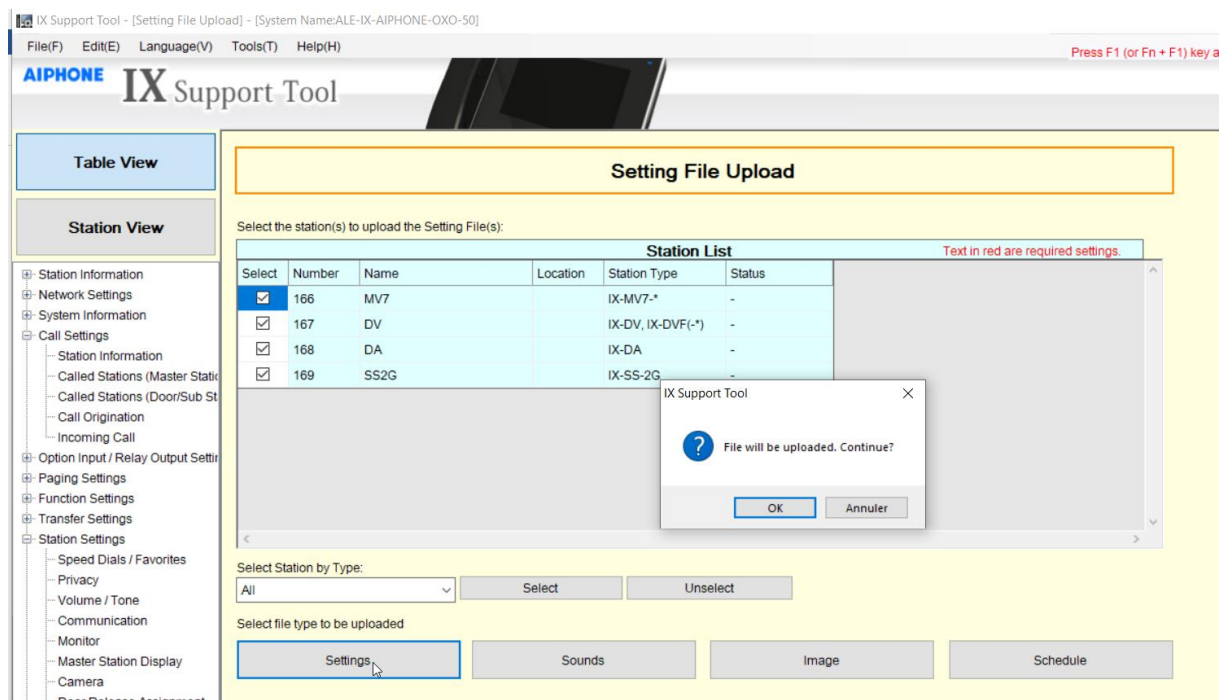 IX Support Tool - [Setting File Upload] - [System Name:ALE-IX-AIPHONE-OXO-50]
File(F) Edit(E) Language(V) Tools(T) Help(H)
Press F1 (or Fn + F1) key a
AIPHONE IX Support Tool
Table View
Station View
Station Information
Network Settings
System Information
Call Settings
Station Information
Called Stations (Master Static
Called Stations (Door/Sub St
Call Origination
Incoming Call
Option Input / Relay Output Settir
Paging Settings
Function Settings
Transfer Settings
Station Settings
Speed Dials / Favorites
Privacy
Volume / Tone
Communication
Monitor
Master Station Display
Camera
Door Release Assignment
Setting File Upload
Select the station(s) to upload the Setting File(s):
Station List Text in red are required settings.
Select Number Name Location Station Type Status
166 MV7 IX-MV7-* -
167 DV IX-DV, IX-DVF(-*) -
168 DA IX-DA -
169 SS2G IX-SS-2G -
IX Support Tool
File will be uploaded. Continue?
OK Annuler
Select Station by Type:
All Select Unselect
Select file type to be uploaded
Settings Sounds Image Schedule